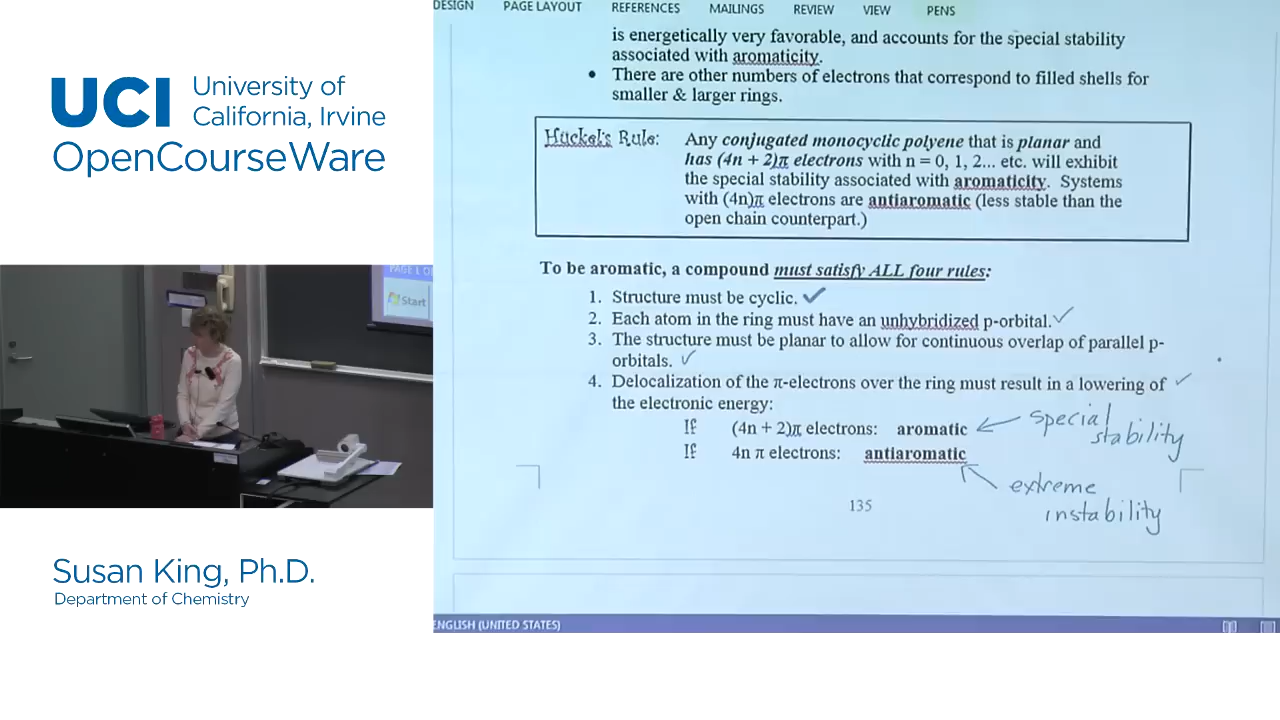 UCI University of California, Irvine
OpenCourseWare
PAGE 1 O
Start
Susan King, Ph.D.
Department of Chemistry
DESIGN PAGE LAYOUT REFERENCES MAILINGS REVIEW VIEW PENS
is energetically very favorable, and accounts for the special stability
associated with aromaticity.
• There are other numbers of electrons that correspond to filled shells for
smaller & larger rings.
Huckel's Rule: Any conjugated monocyclic polyene that is planar and
has (4n + 2)π electrons with n = 0, 1, 2... etc. will exhibit
the special stability associated with aromaticity. Systems
with (4n)π electrons are antiaromatic (less stable than the
open chain counterpart.)
To be aromatic, a compound must satisfy ALL four rules:
1. Structure must be cyclic. ✓
2. Each atom in the ring must have an unhybridized p-orbital. ✓
3. The structure must be planar to allow for continuous overlap of parallel p-
orbitals. ✓
4. Delocalization of the π-electrons over the ring must result in a lowering of ✓
the electronic energy:
If (4n + 2)π electrons: aromatic ← special
stability
If 4n π electrons: antiaromatic
extreme
instability
135
ENGLISH (UNITED STATES)